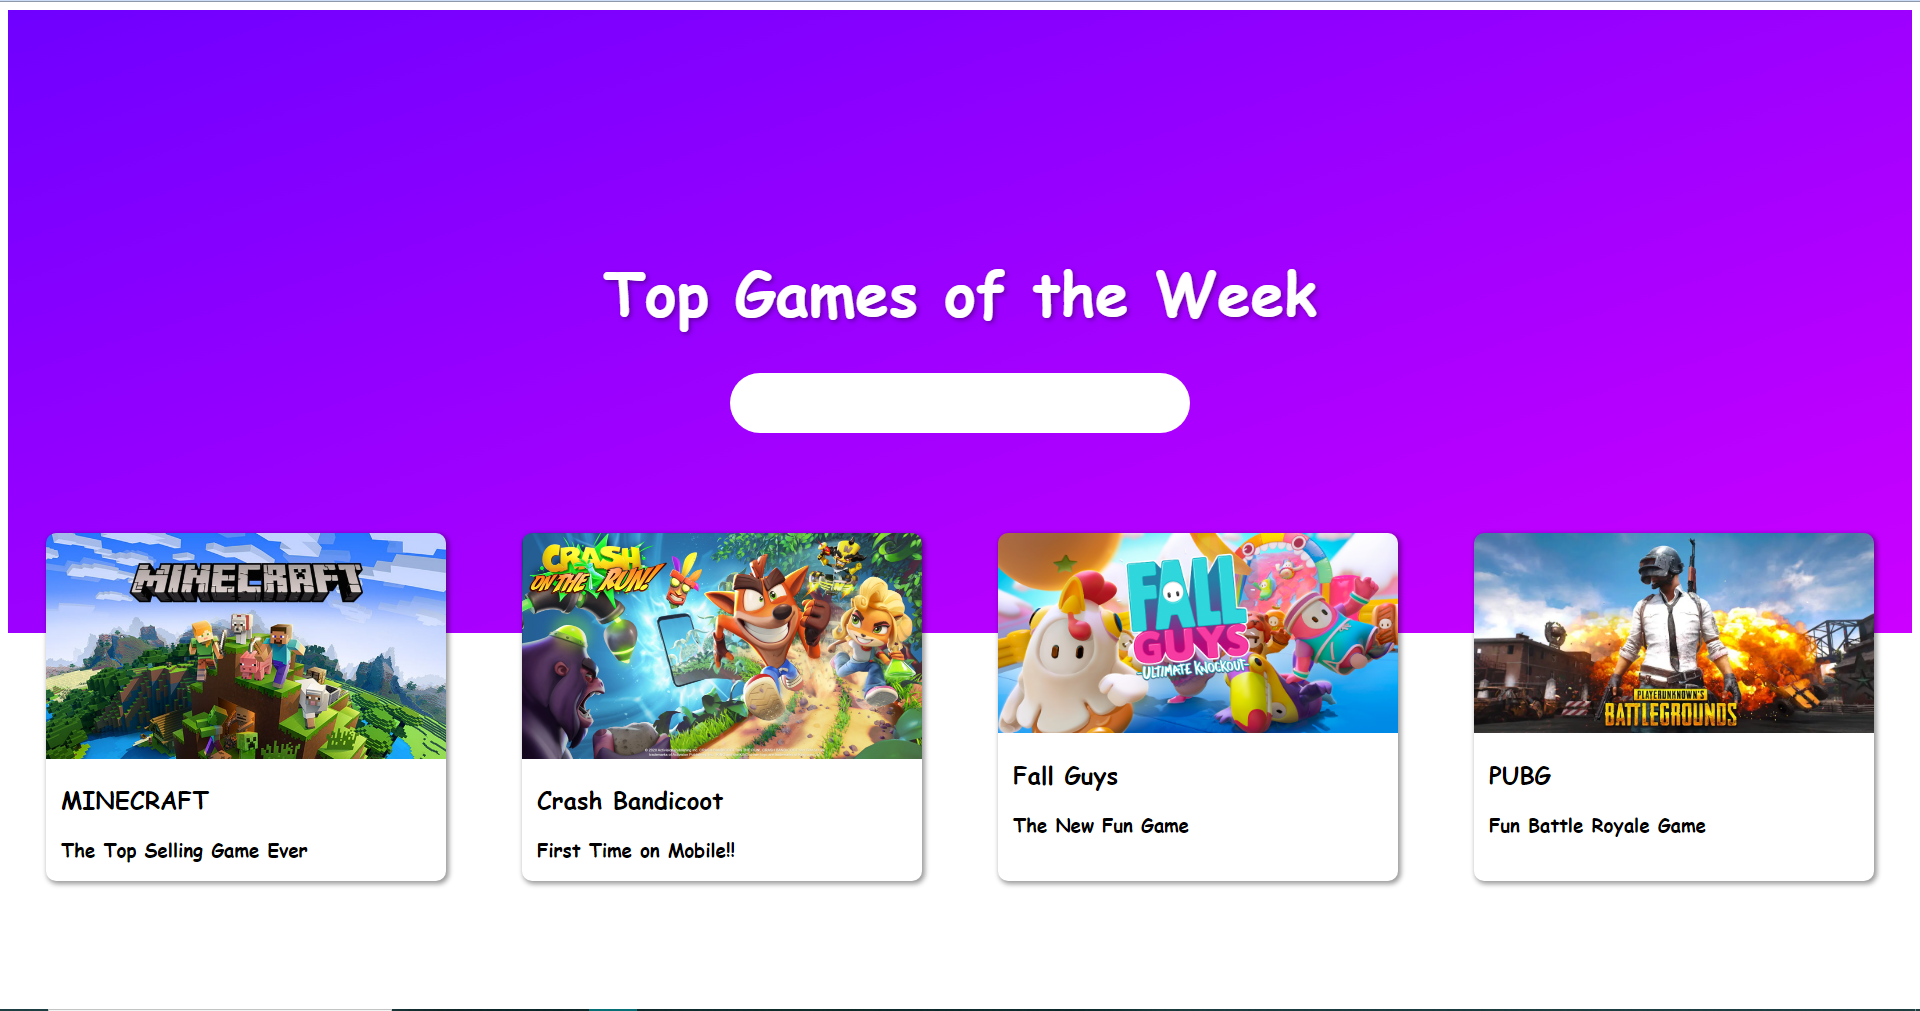 Top Games of the Week
MINECRAFT
MINECRAFT
The Top Selling Game Ever
CRASH
ON THE RUN!
Crash Bandicoot
First Time on Mobile!!
FALL
GUYS
ULTIMATE KNOCKOUT
Fall Guys
The New Fun Game
PLAYERUNKNOWN'S
BATTLEGROUNDS
PUBG
Fun Battle Royale Game